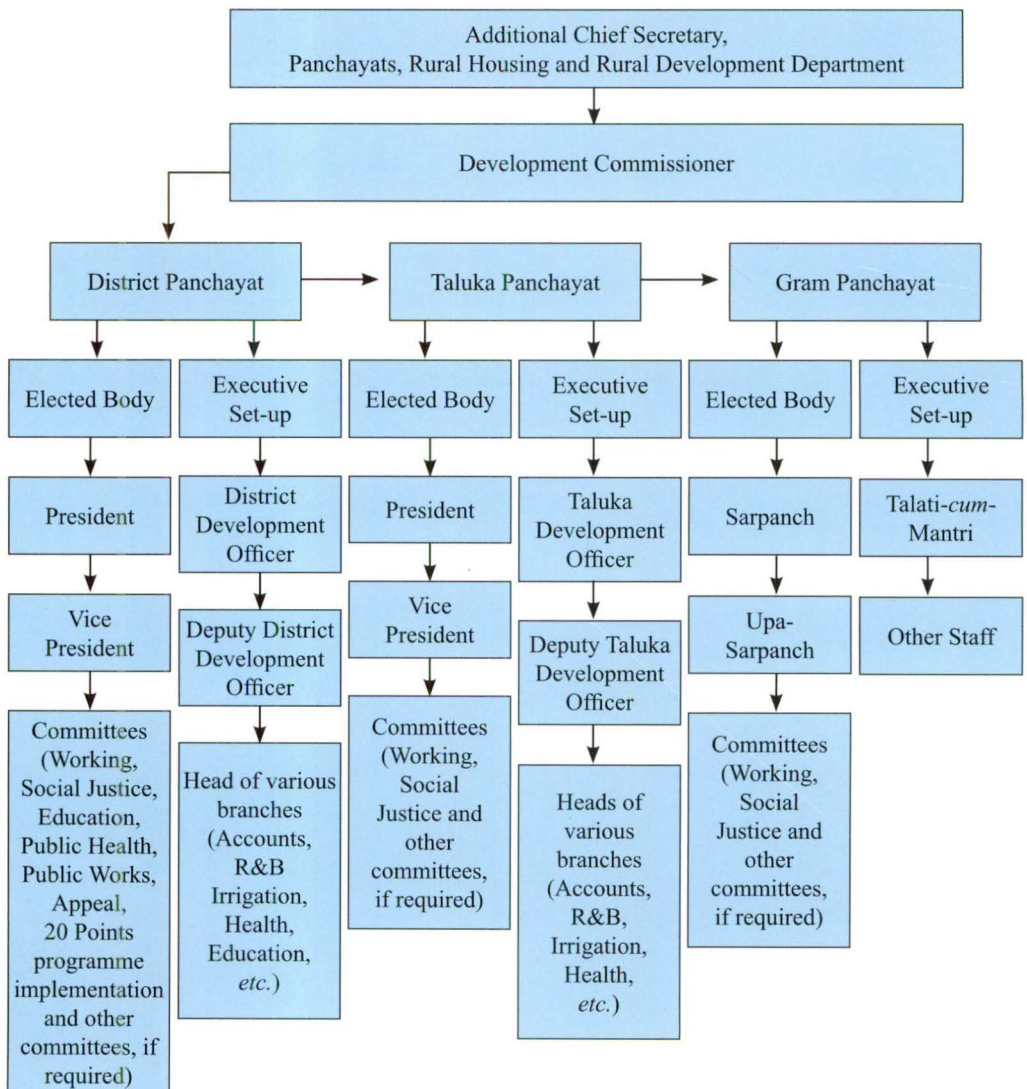 Additional Chief Secretary,
Panchayats, Rural Housing and Rural Development Department
Development Commissioner
District Panchayat
Taluka Panchayat
Gram Panchayat
Elected Body
Executive
Set-up
Elected Body
Executive
Set-up
Elected Body
Executive
Set-up
President
District
Development
Officer
President
Taluka
Development
Officer
Sarpanch
Talati-cum-
Mantri
Vice
President
Deputy District
Development
Officer
Vice
President
Deputy Taluka
Development
Officer
Upa-
Sarpanch
Other Staff
Committees
(Working,
Social Justice,
Education,
Public Health,
Public Works,
Appeal,
20 Points
programme
implementation
and other
committees, if
required)
Head of various
branches
(Accounts,
R&B
Irrigation,
Health,
Education,
etc.)
Committees
(Working,
Social
Justice and
other
committees,
if required)
Heads of
various
branches
(Accounts,
R&B,
Irrigation,
Health,
etc.)
Committees
(Working,
Social
Justice and
other
committees,
if required)